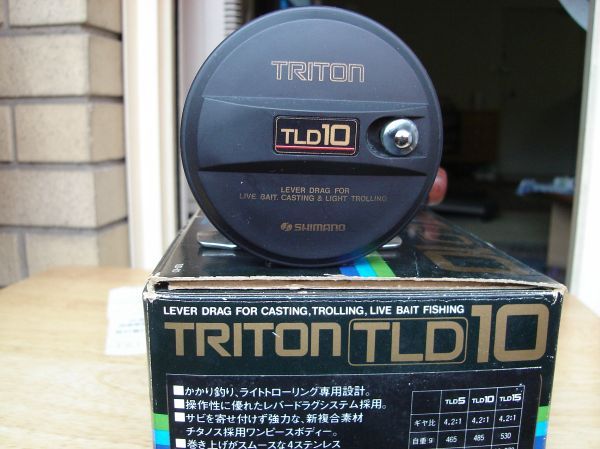 TRITON
TLD10
LEVER DRAG FOR
LIVE BAIT. CASTING & LIGHT TROLLING
SHIMANO
LEVER DRAG FOR CASTING, TROLLING, LIVE BAIT FISHING
TRITON TLD 10
■かかり釣り、ライトトローリング専用設計。
■操作性に優れたレバードラグシステム採用。
■サビを寄せ付けず強力な、新複合素材
チタノス採用ワンピースボディー。
■巻き上げがスムースな4ステンレス
TLD5 TLD10 TLD15
ギヤ比 4.2:1 4.2:1 4.2:1
自重g 465 485 530